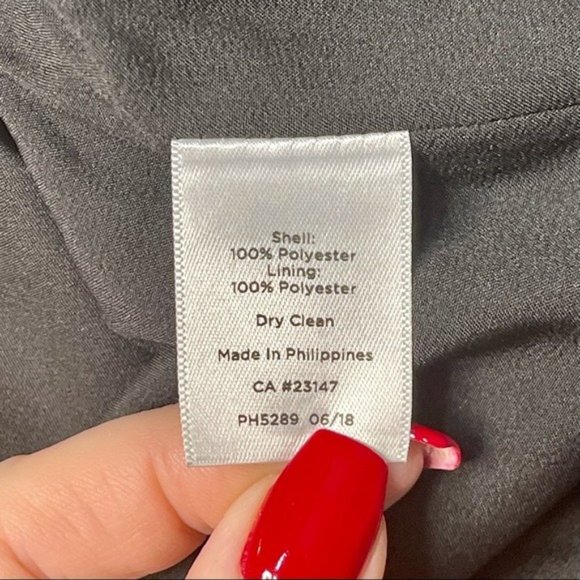 Shell:
100% Polyester
Lining:
100% Polyester
Dry Clean
Made In Philippines
CA #23147
PH5289 06/18